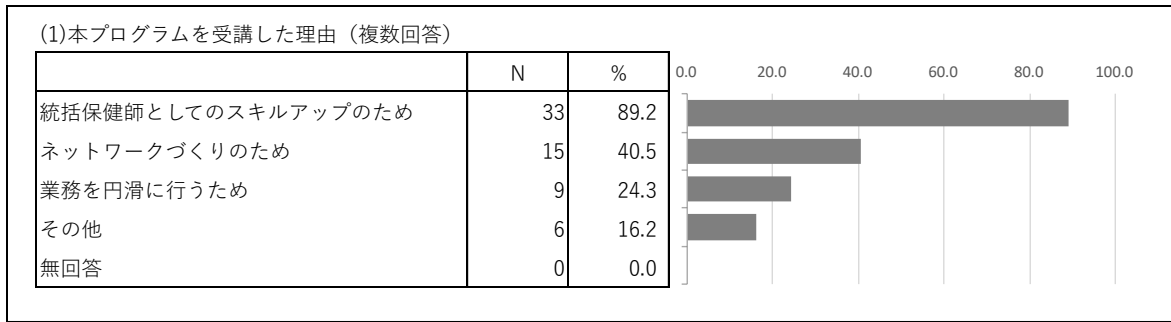 (1)本プログラムを受講した理由（複数回答）
N %
統括保健師としてのスキルアップのため 33 89.2
ネットワークづくりのため 15 40.5
業務を円滑に行うため 9 24.3
その他 6 16.2
無回答 0 0.0
0.0 20.0 40.0 60.0 80.0 100.0